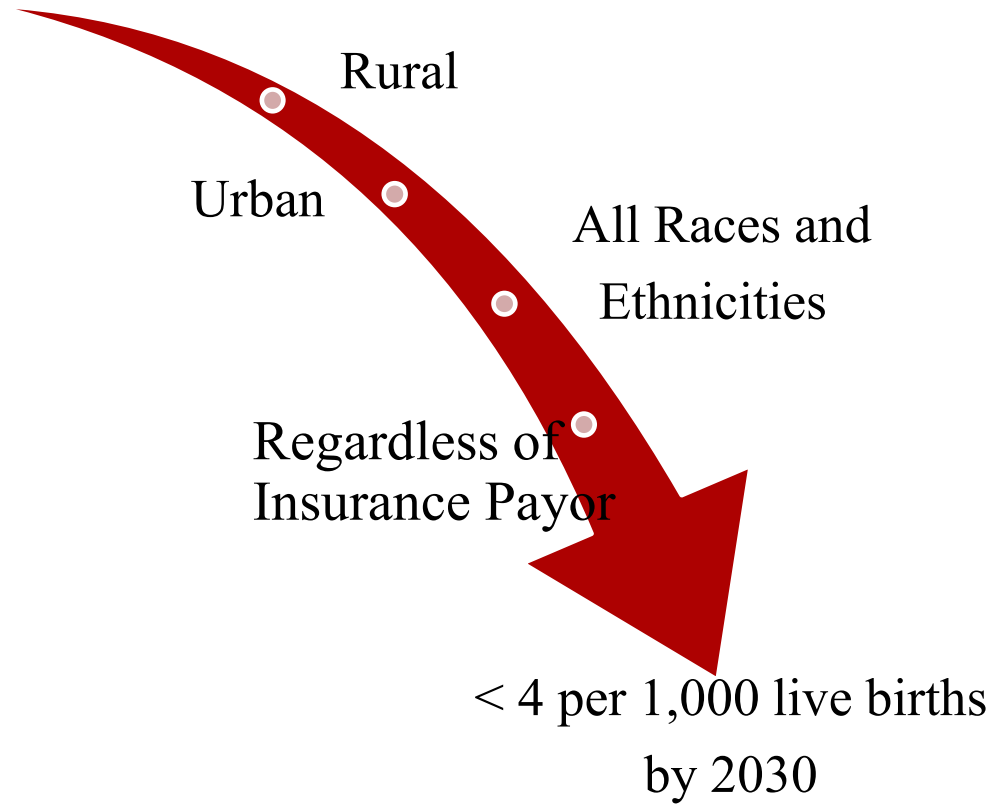 Rural
Urban
All Races and
Ethnicities
Regardless of
Insurance Payor
< 4 per 1,000 live births
by 2030